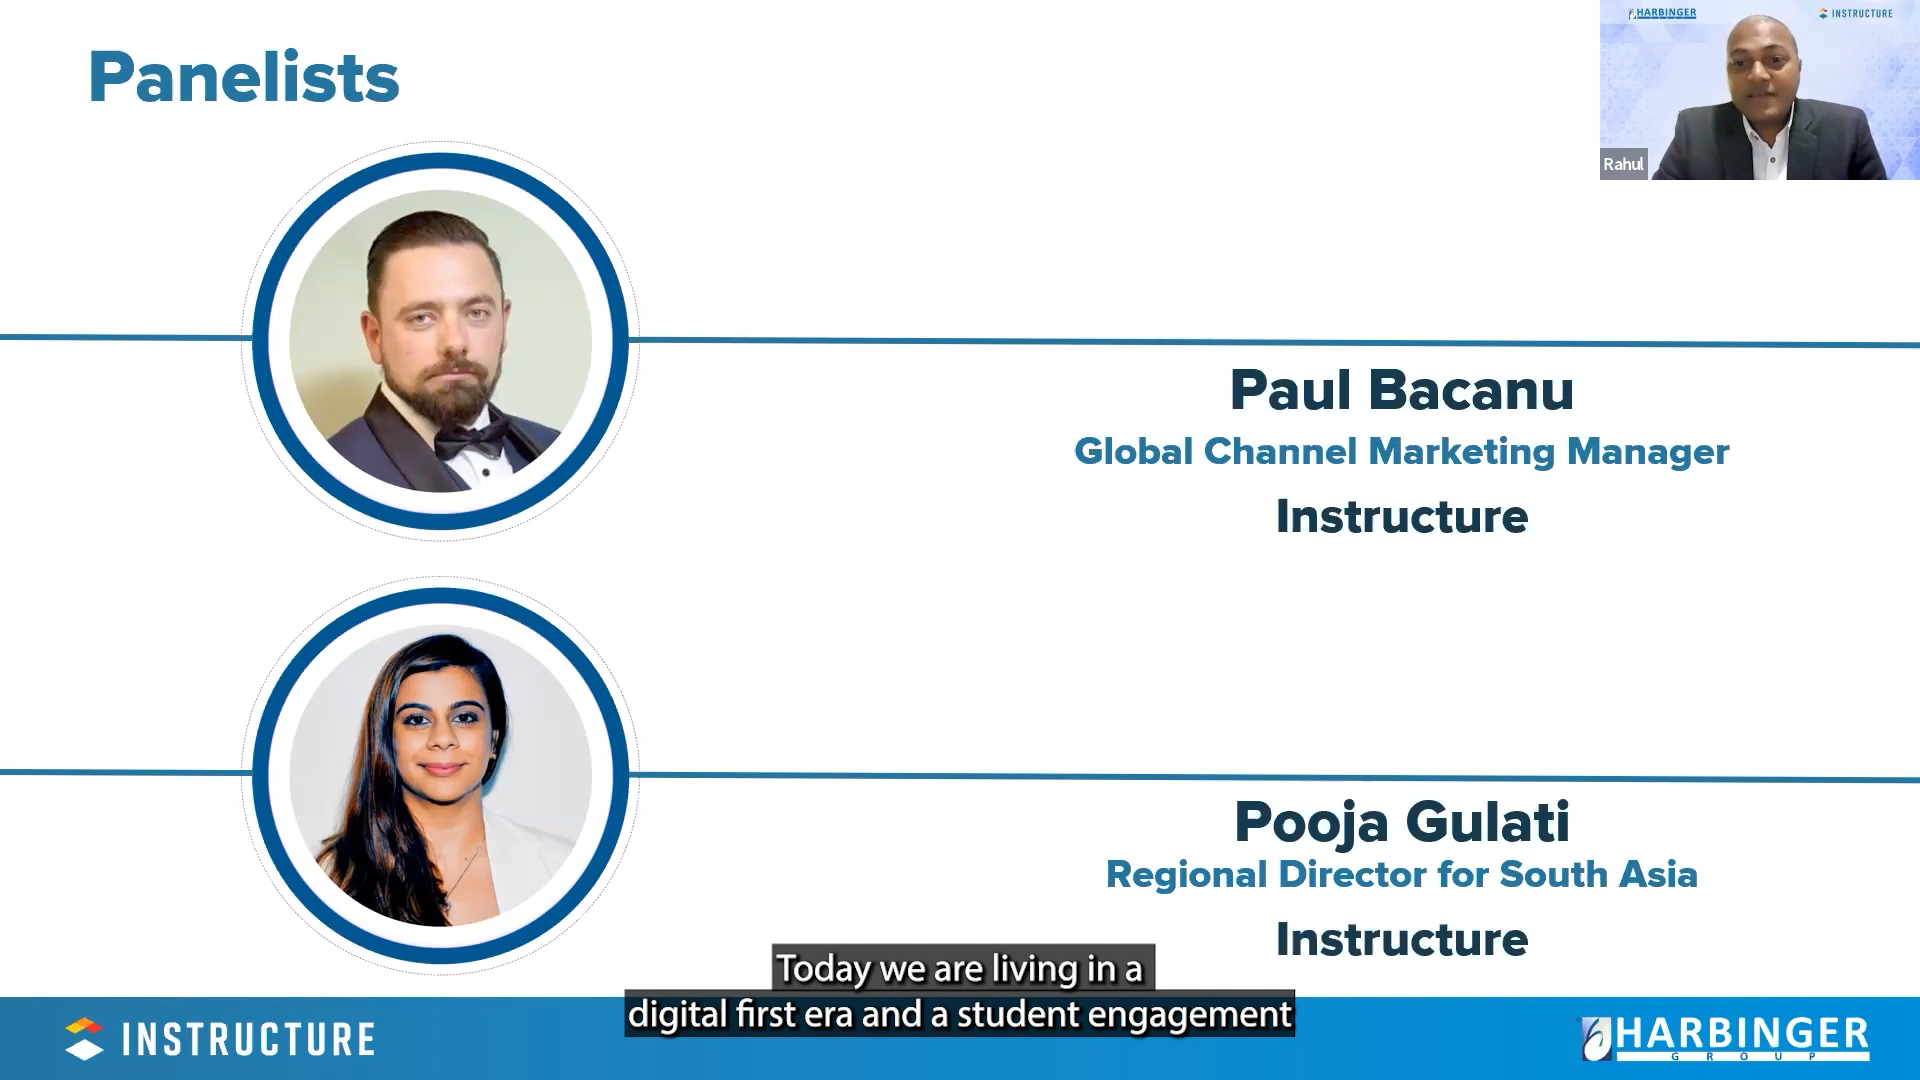 Panelists
HARBINGER
INSTRUCTURE
Rahul
Paul Bacanu
Global Channel Marketing Manager
Instructure
Pooja Gulati
Regional Director for South Asia
Instructure
Today we are living in a
digital first era and a student engagement
INSTRUCTURE
HARBINGER
GROUP